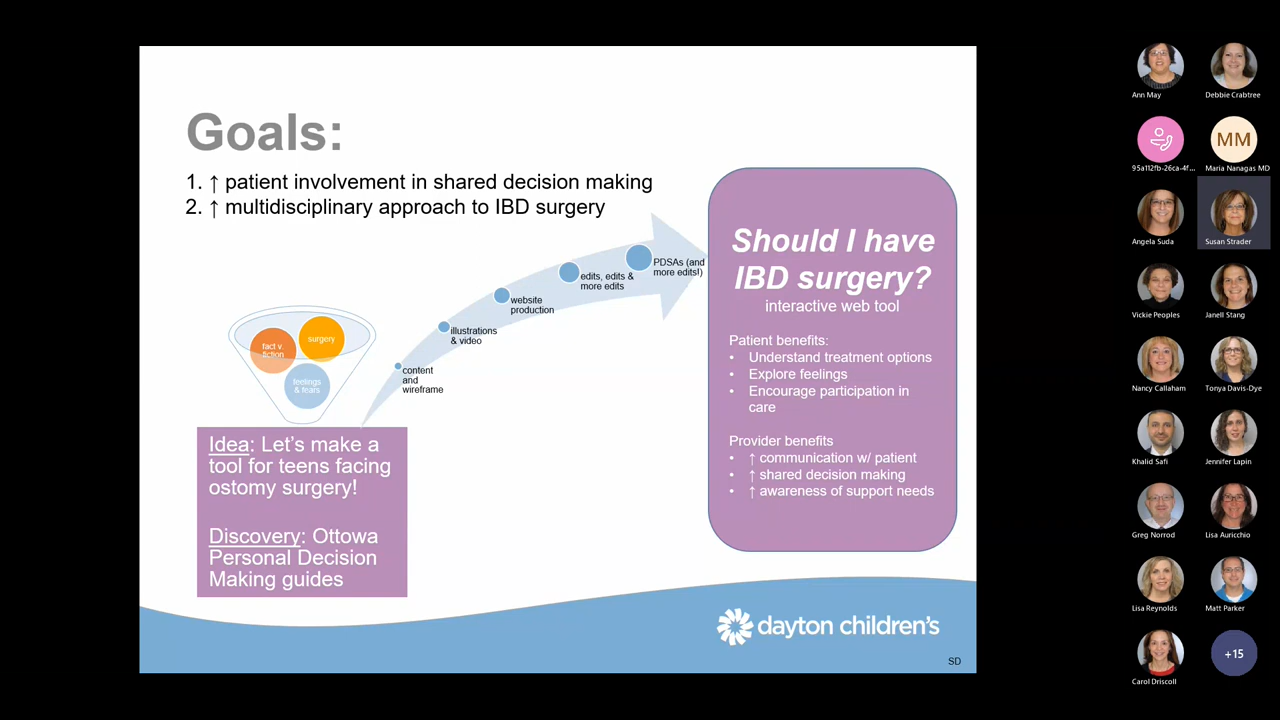 Goals:
1. ↑ patient involvement in shared decision making
2. ↑ multidisciplinary approach to IBD surgery
fact v.
fiction
surgery
feelings
& fears
content
and
wireframe
illustrations
& video
website
production
edits, edits &
more edits
PDSAs (and
more edits!)
Idea: Let's make a
tool for teens facing
ostomy surgery!
Discovery: Ottowa
Personal Decision
Making guides
Should I have
IBD surgery?
interactive web tool
Patient benefits:
• Understand treatment options
• Explore feelings
• Encourage participation in
care
Provider benefits
• ↑ communication w/ patient
• ↑ shared decision making
• ↑ awareness of support needs
dayton children's
SD
Ann May
Debbie Crabtree
95a112fb-26ca-4f...
MM
Maria Nanagas MD
Angela Suda
Susan Strader
Vickie Peoples
Janell Stang
Nancy Callaham
Tonya Davis-Dye
Khalid Safi
Jennifer Lapin
Greg Norrod
Lisa Auricchio
Lisa Reynolds
Matt Parker
Carol Driscoll
+15